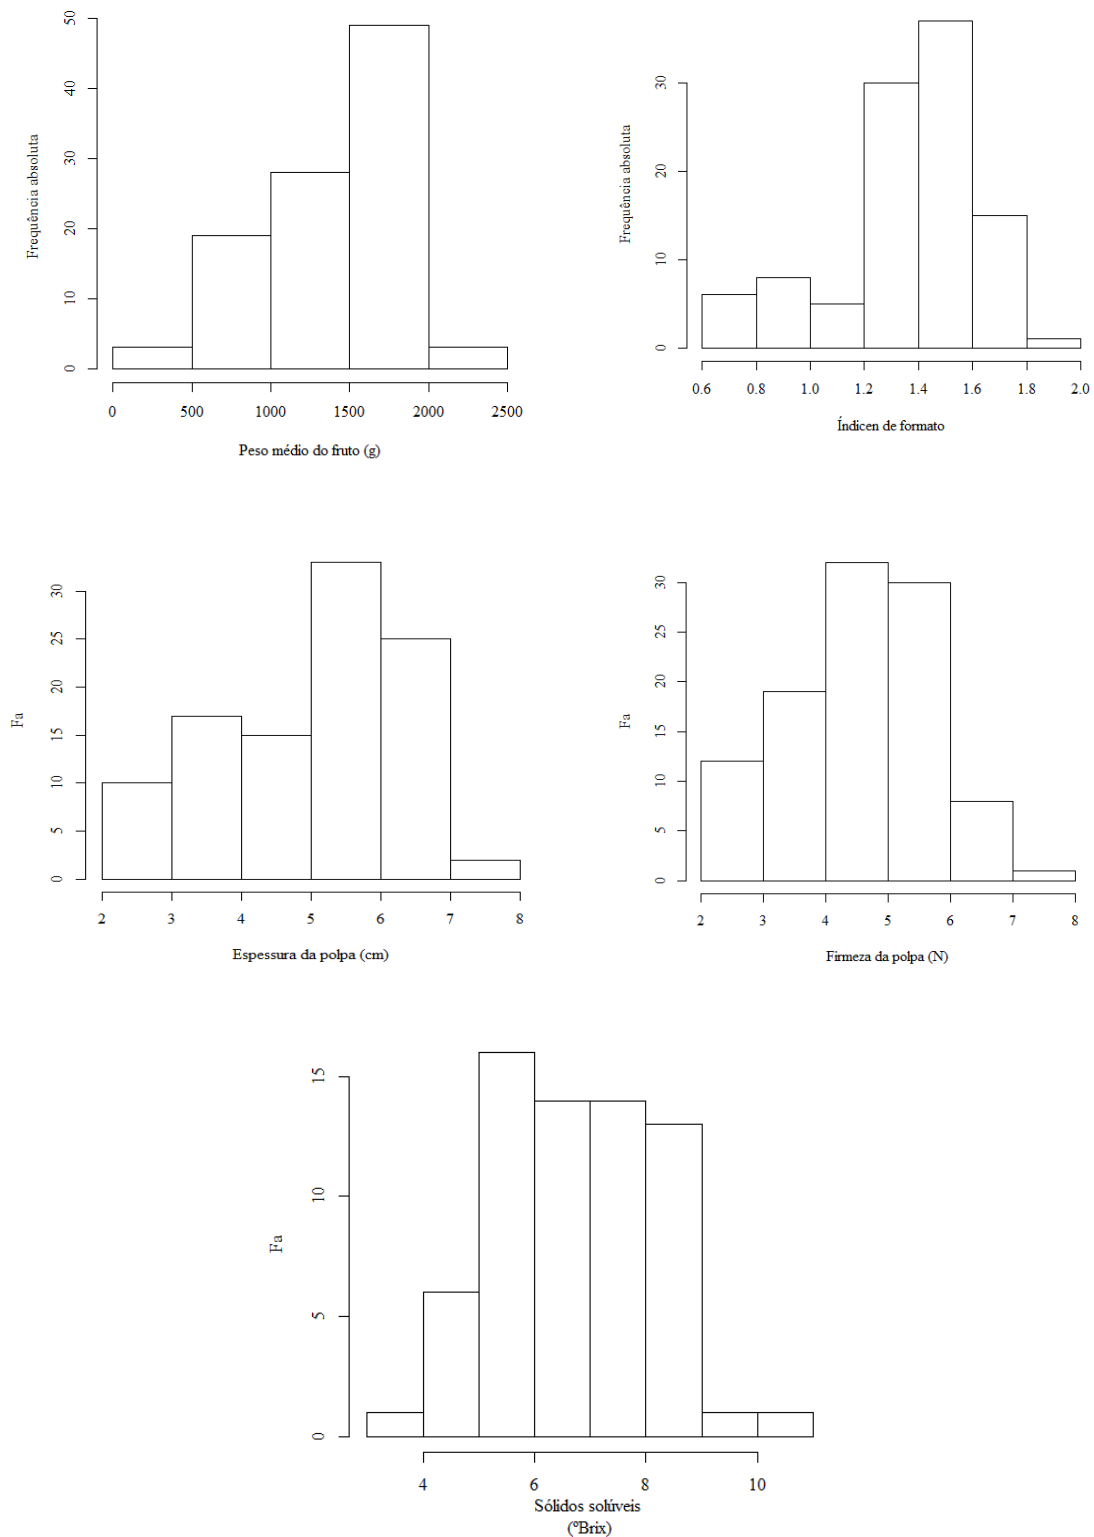 50
40
30
20
10
0
Frequência absoluta
0 500 1000 1500 2000 2500
Peso médio do fruto (g)
30
20
10
0
Frequência absoluta
0.6 0.8 1.0 1.2 1.4 1.6 1.8 2.0
Índicen de formato
30
25
20
15
10
5
0
Fa
2 3 4 5 6 7 8
Espessura da polpa (cm)
30
25
20
15
10
5
0
Fa
2 3 4 5 6 7 8
Firmeza da polpa (N)
15
10
5
0
Fa
4 6 8 10
Sólidos solúveis
(ºBrix)